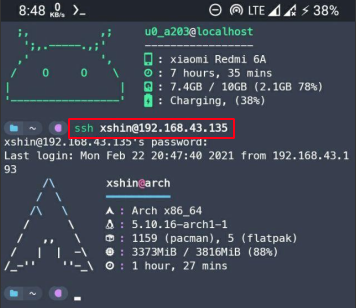 8:48 0 KB/s LTE 38%
u0_a203@localhost
-----------------
: xiaomi Redmi 6A
: 7 hours, 35 mins
: 7.4GB / 10GB (2.1GB 78%)
: Charging, (38%)
~ ssh xshin@192.168.43.135
xshin@192.168.43.135's password:
Last login: Mon Feb 22 20:47:40 2021 from 192.168.43.1
93
xshin@arch
: Arch x86_64
: 5.10.16-arch1-1
: 1159 (pacman), 5 (flatpak)
: 3373MiB / 3816MiB (88%)
: 1 hour, 27 mins
~